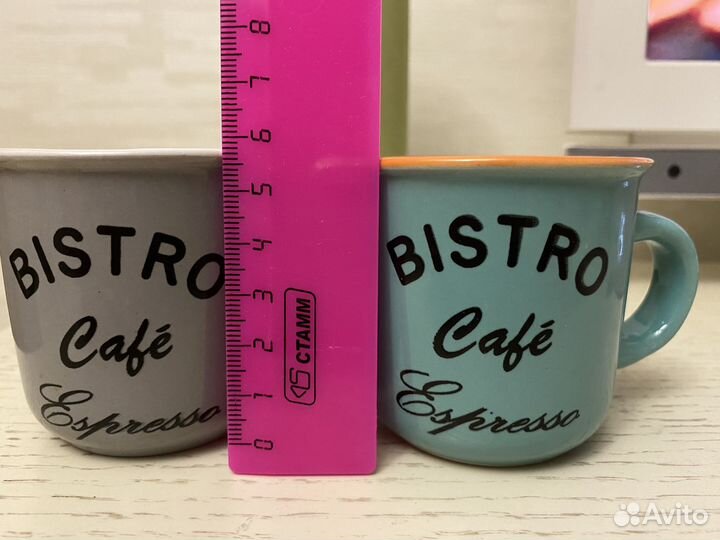 BISTRO
Café
Espresso
8
7
6
5
4
3
2
1
0
СТАММ
BISTRO
Café
Espresso
Avito